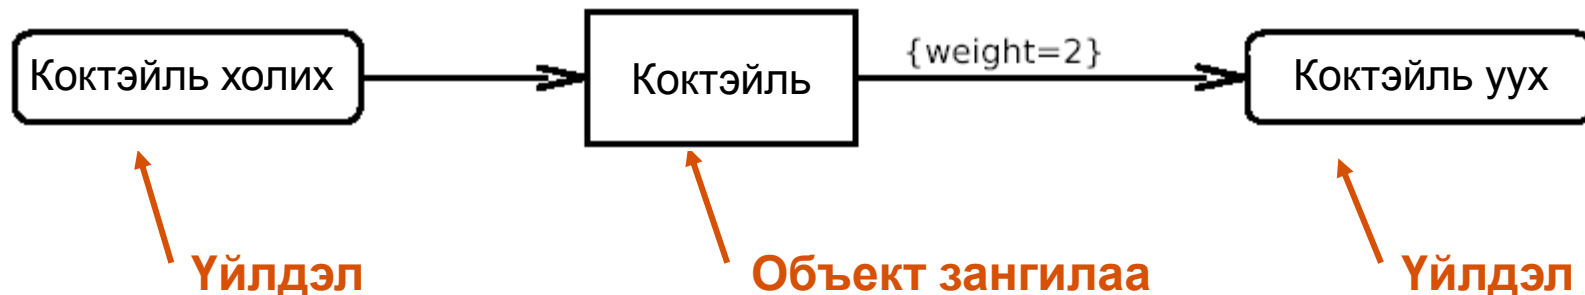 {weight=2}
Коктэйль холих
Коктэйль
Коктэйль уух
Үйлдэл
Объект зангилаа
Үйлдэл